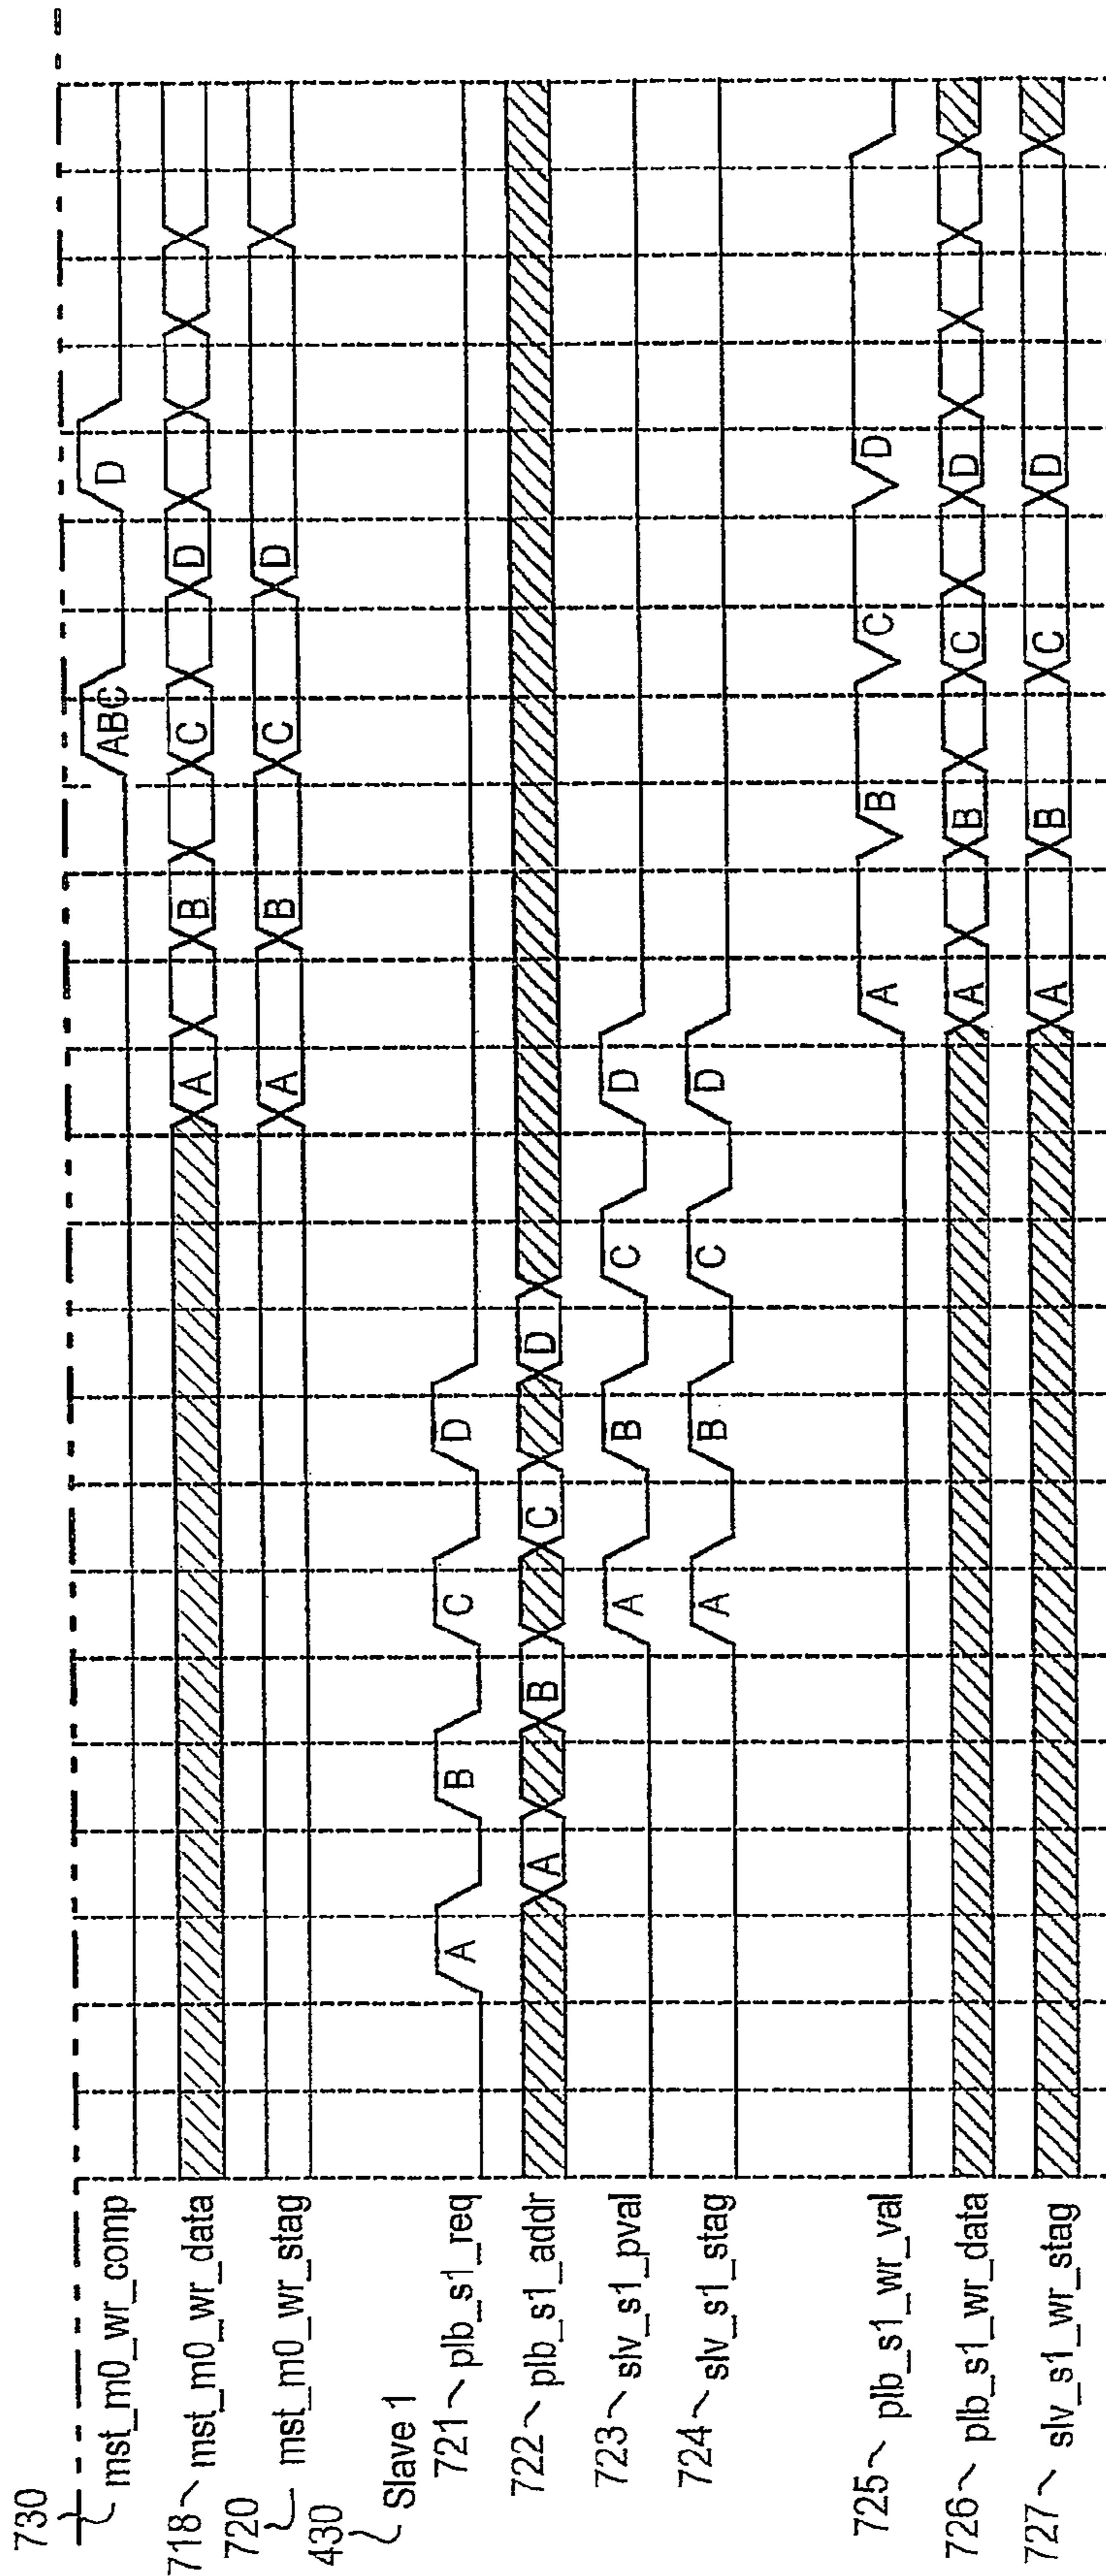 730 mst_m0_wr_comp ABC D
718 mst_m0_wr_data A B C D
720 mst_m0_wr_stag A B C D
430 Slave 1
721 plb_s1_req A B C D
722 plb_s1_addr A B C D
723 slv_s1_pval A B C D
724 slv_s1_stag A B C D
725 plb_s1_wr_val A B C D
726 plb_s1_wr_data A B C D
727 slv_s1_wr_stag A B C D